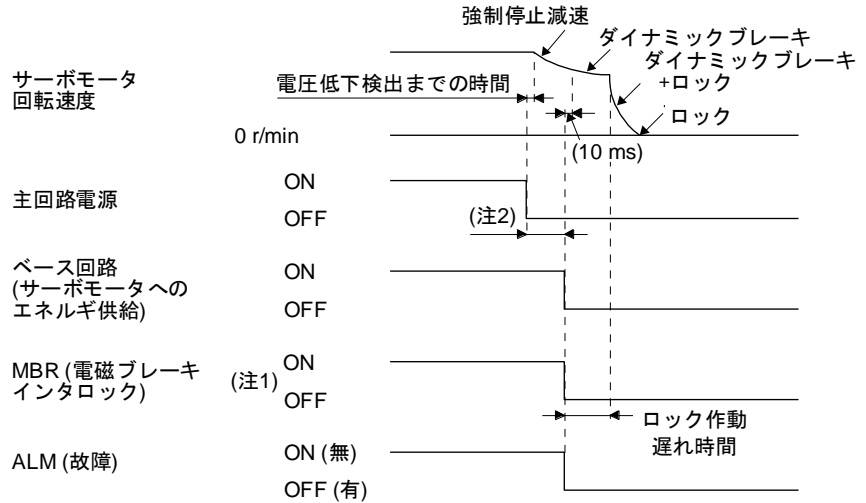 強制停止減速
ダイナミックブレーキ
ダイナミックブレーキ
+ロック
ロック
サーボモータ
回転速度
電圧低下検出までの時間
0 r/min
(10 ms)
主回路電源
ON
OFF
(注2)
ベース回路
(サーボモータへの
エネルギ供給)
ON
OFF
MBR (電磁ブレーキ
インタロック)
(注1)
ON
OFF
ロック作動
遅れ時間
ALM (故障)
ON (無)
OFF (有)